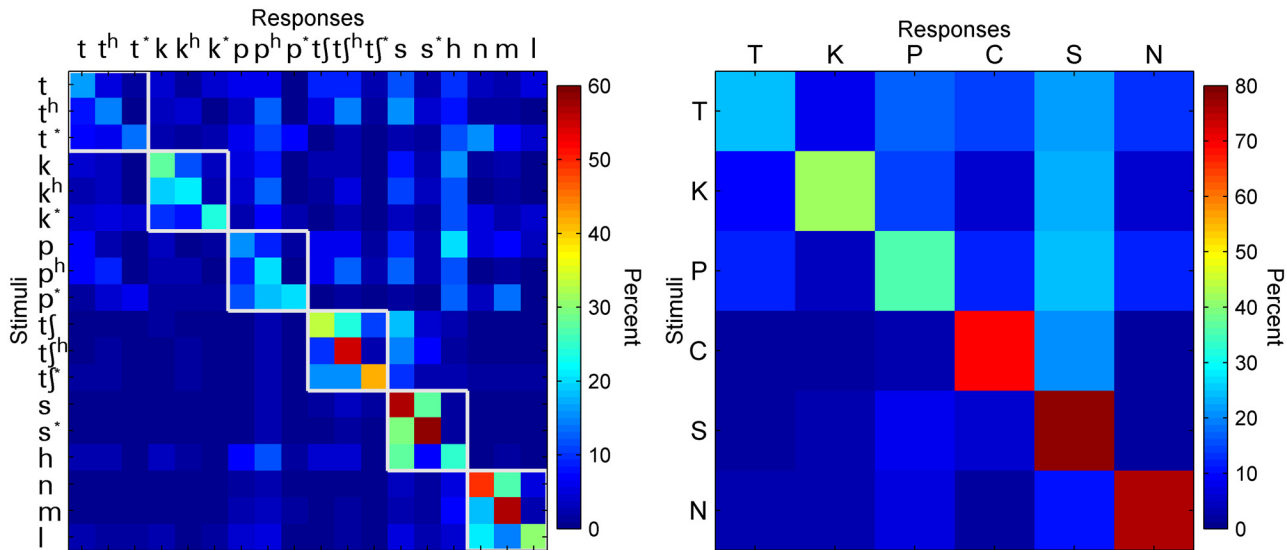 Responses
t tʰ t* k kʰ k* p pʰ p* tʃ tʃʰ tʃ* s s* h n m l
Stimuli
t
tʰ
t*
k
kʰ
k*
p
pʰ
p*
tʃ
tʃʰ
tʃ*
s
s*
h
n
m
l
60
50
40
30
20
10
0
Percent
Responses
T K P C S N
Stimuli
T
K
P
C
S
N
80
70
60
50
40
30
20
10
0
Percent